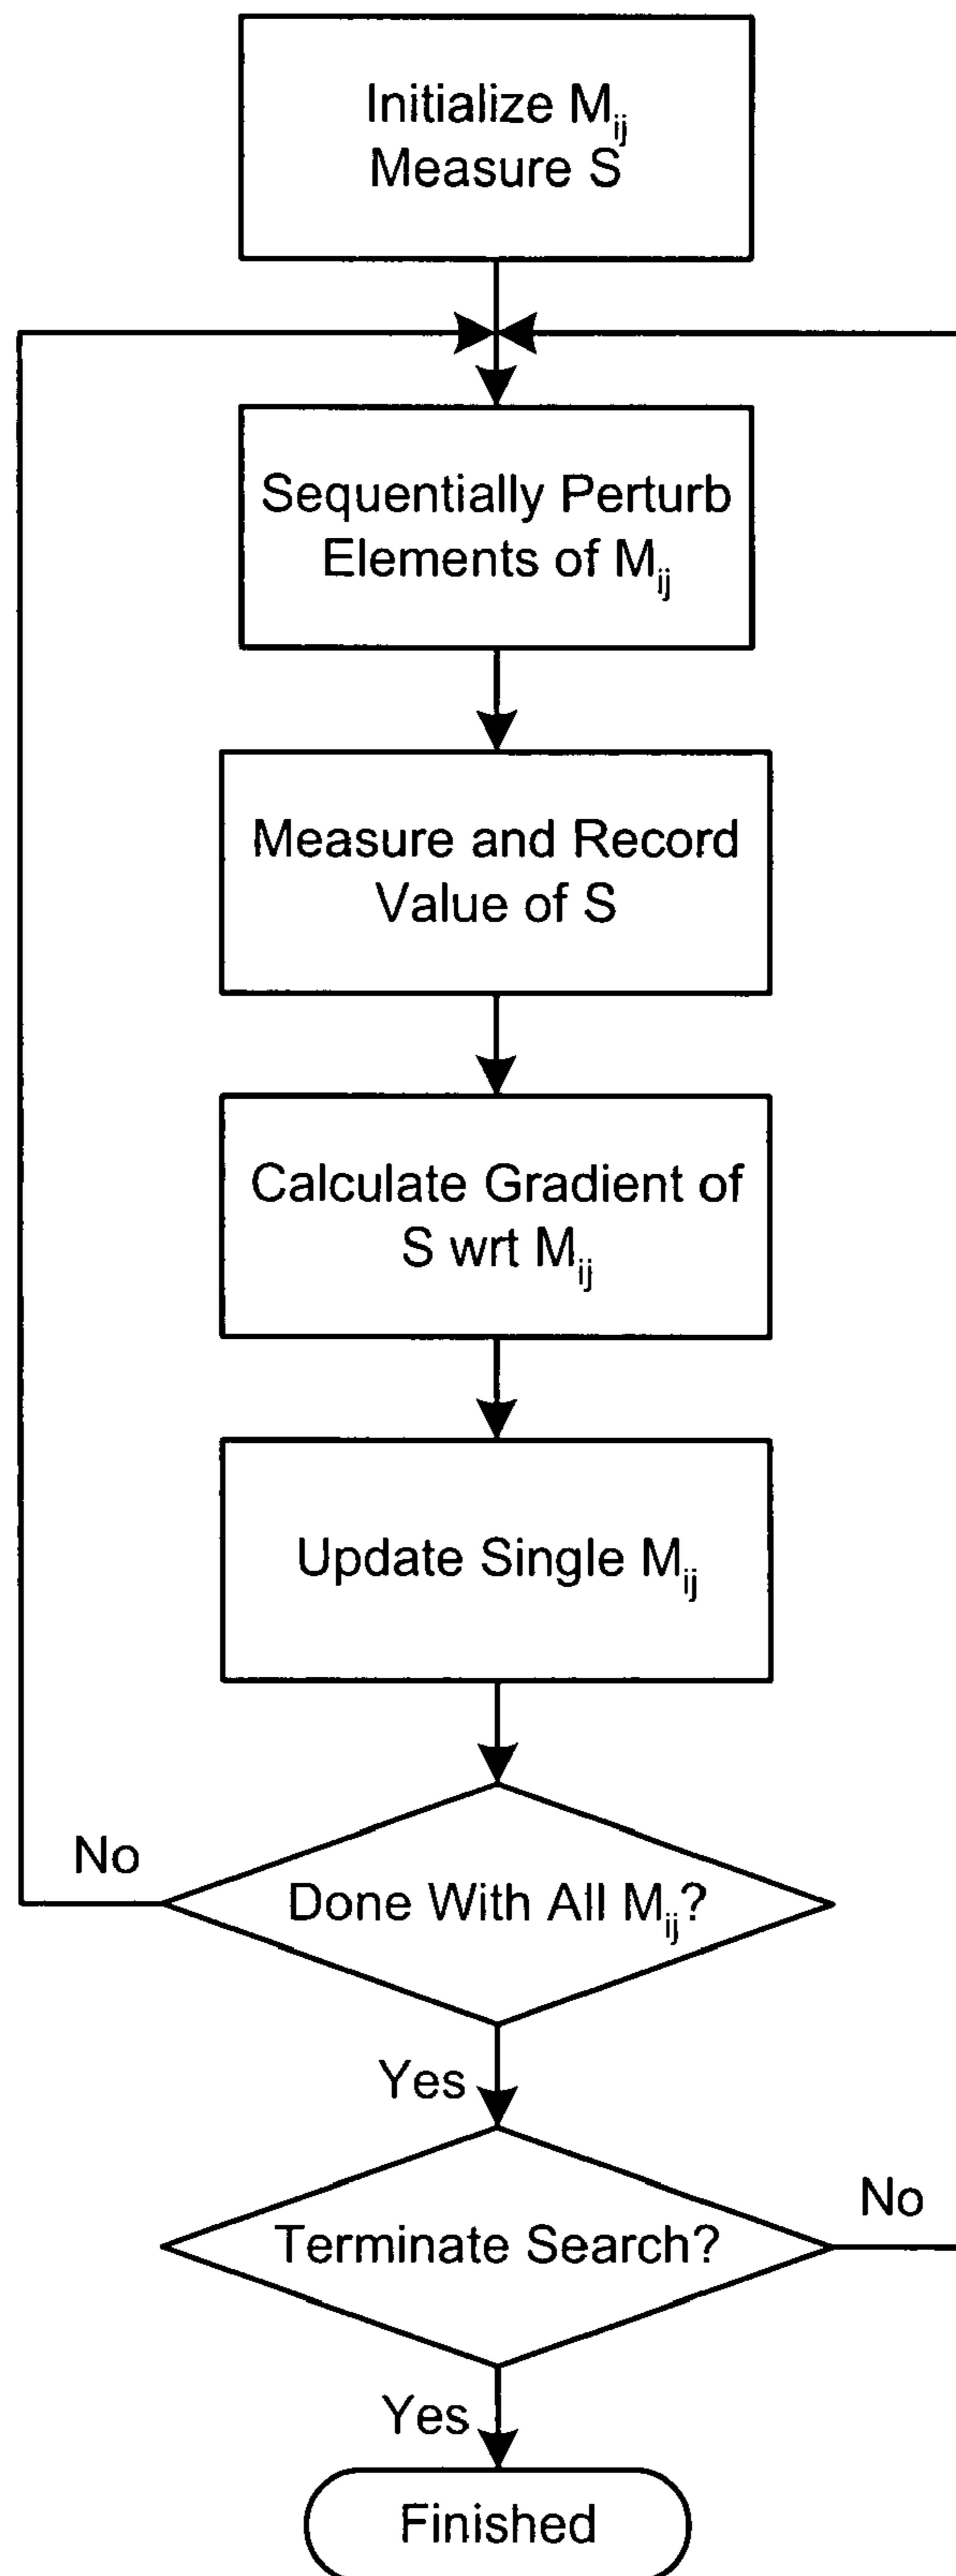 Initialize M_ij
Measure S
Sequentially Perturb
Elements of M_ij
Measure and Record
Value of S
Calculate Gradient of
S wrt M_ij
Update Single M_ij
No
Done With All M_ij?
Yes
No
Terminate Search?
Yes
Finished